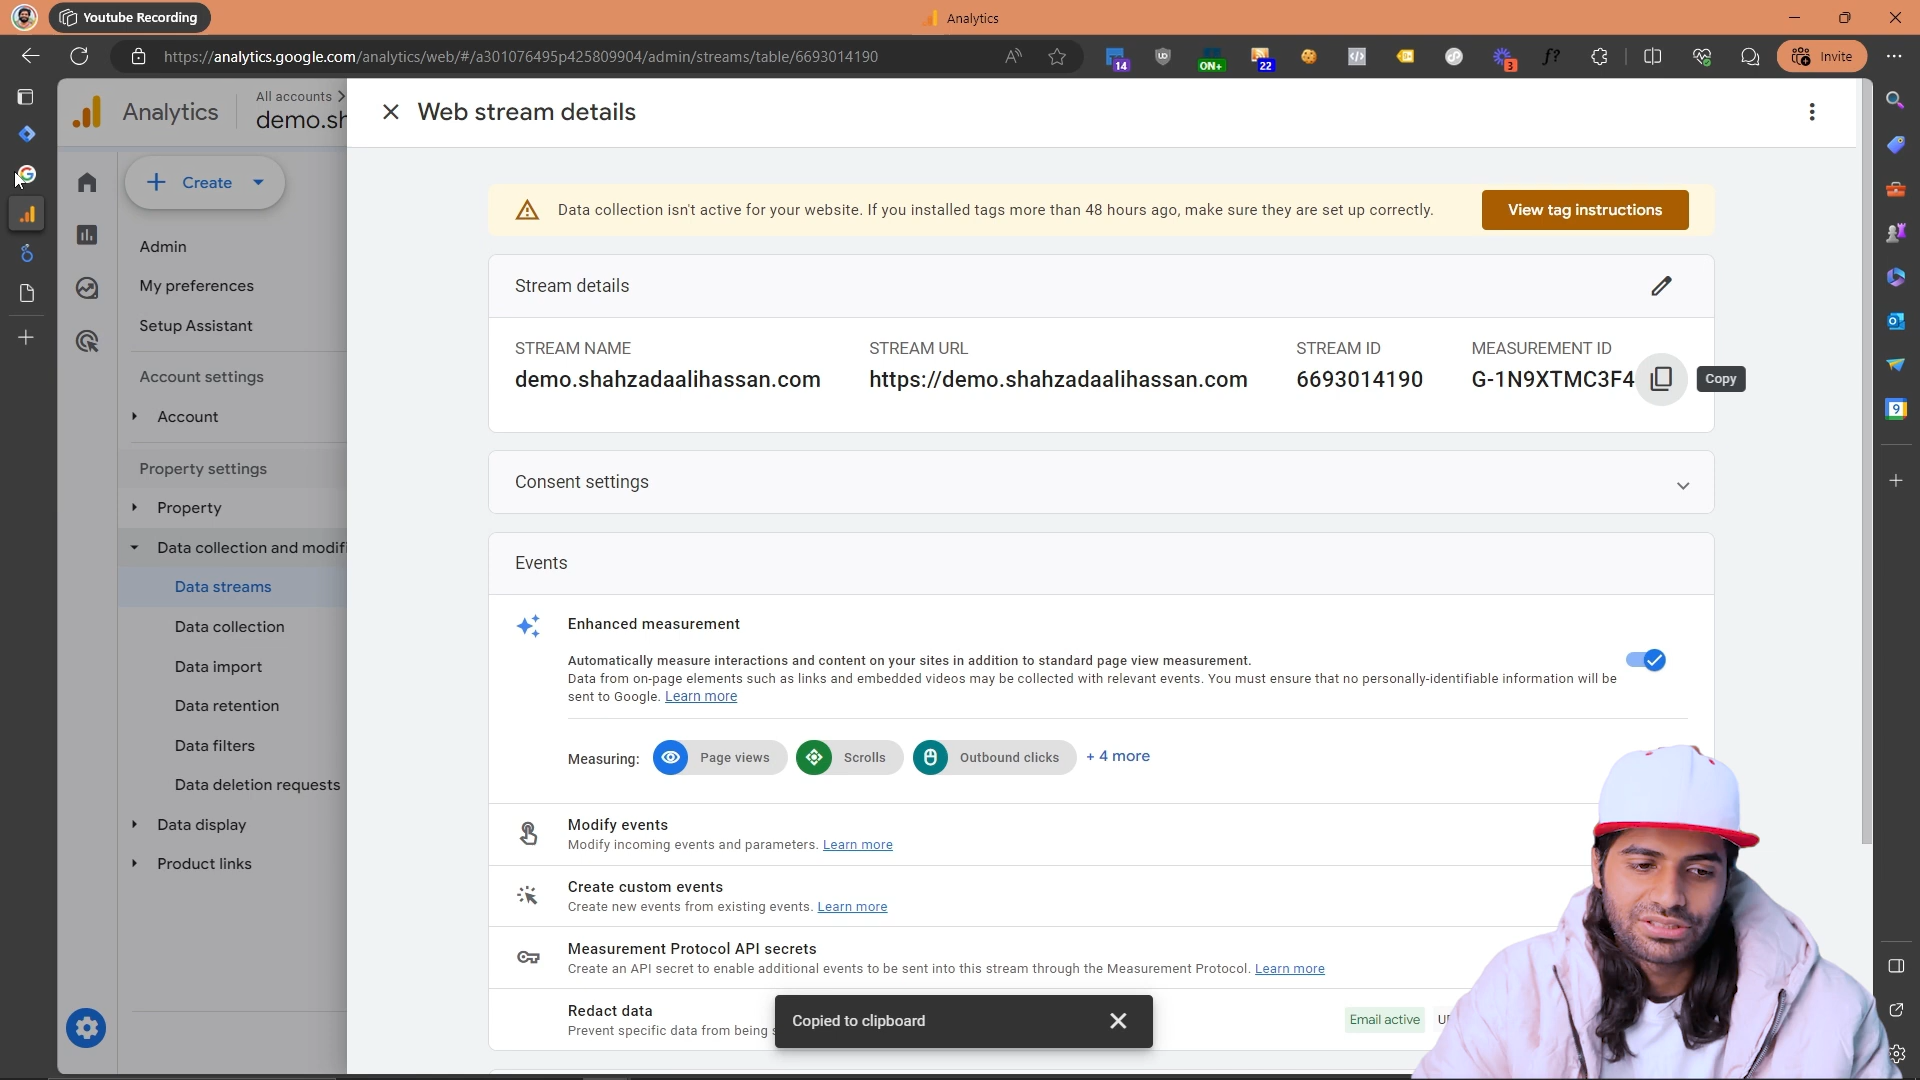 Youtube Recording
Analytics
https://analytics.google.com/analytics/web/#/a301076495p425809904/admin/streams/table/6693014190
14
ON+
22
3
f?
Invite
Analytics
All accounts >
demo.sh
Web stream details
Create
Admin
My preferences
Setup Assistant
Account settings
Account
Property settings
Property
Data collection and modifi
Data streams
Data collection
Data import
Data retention
Data filters
Data deletion requests
Data display
Product links
Data collection isn't active for your website. If you installed tags more than 48 hours ago, make sure they are set up correctly.
View tag instructions
Stream details
STREAM NAME
demo.shahzadaalihassan.com
STREAM URL
https://demo.shahzadaalihassan.com
STREAM ID
6693014190
MEASUREMENT ID
G-1N9XTMC3F4
Copy
Consent settings
Events
Enhanced measurement
Automatically measure interactions and content on your sites in addition to standard page view measurement.
Data from on-page elements such as links and embedded videos may be collected with relevant events. You must ensure that no personally-identifiable information will be
sent to Google. Learn more
Measuring:
Page views
Scrolls
Outbound clicks
+ 4 more
Modify events
Modify incoming events and parameters. Learn more
Create custom events
Create new events from existing events. Learn more
Measurement Protocol API secrets
Create an API secret to enable additional events to be sent into this stream through the Measurement Protocol. Learn more
Redact data
Prevent specific data from being
Email active
Copied to clipboard
9